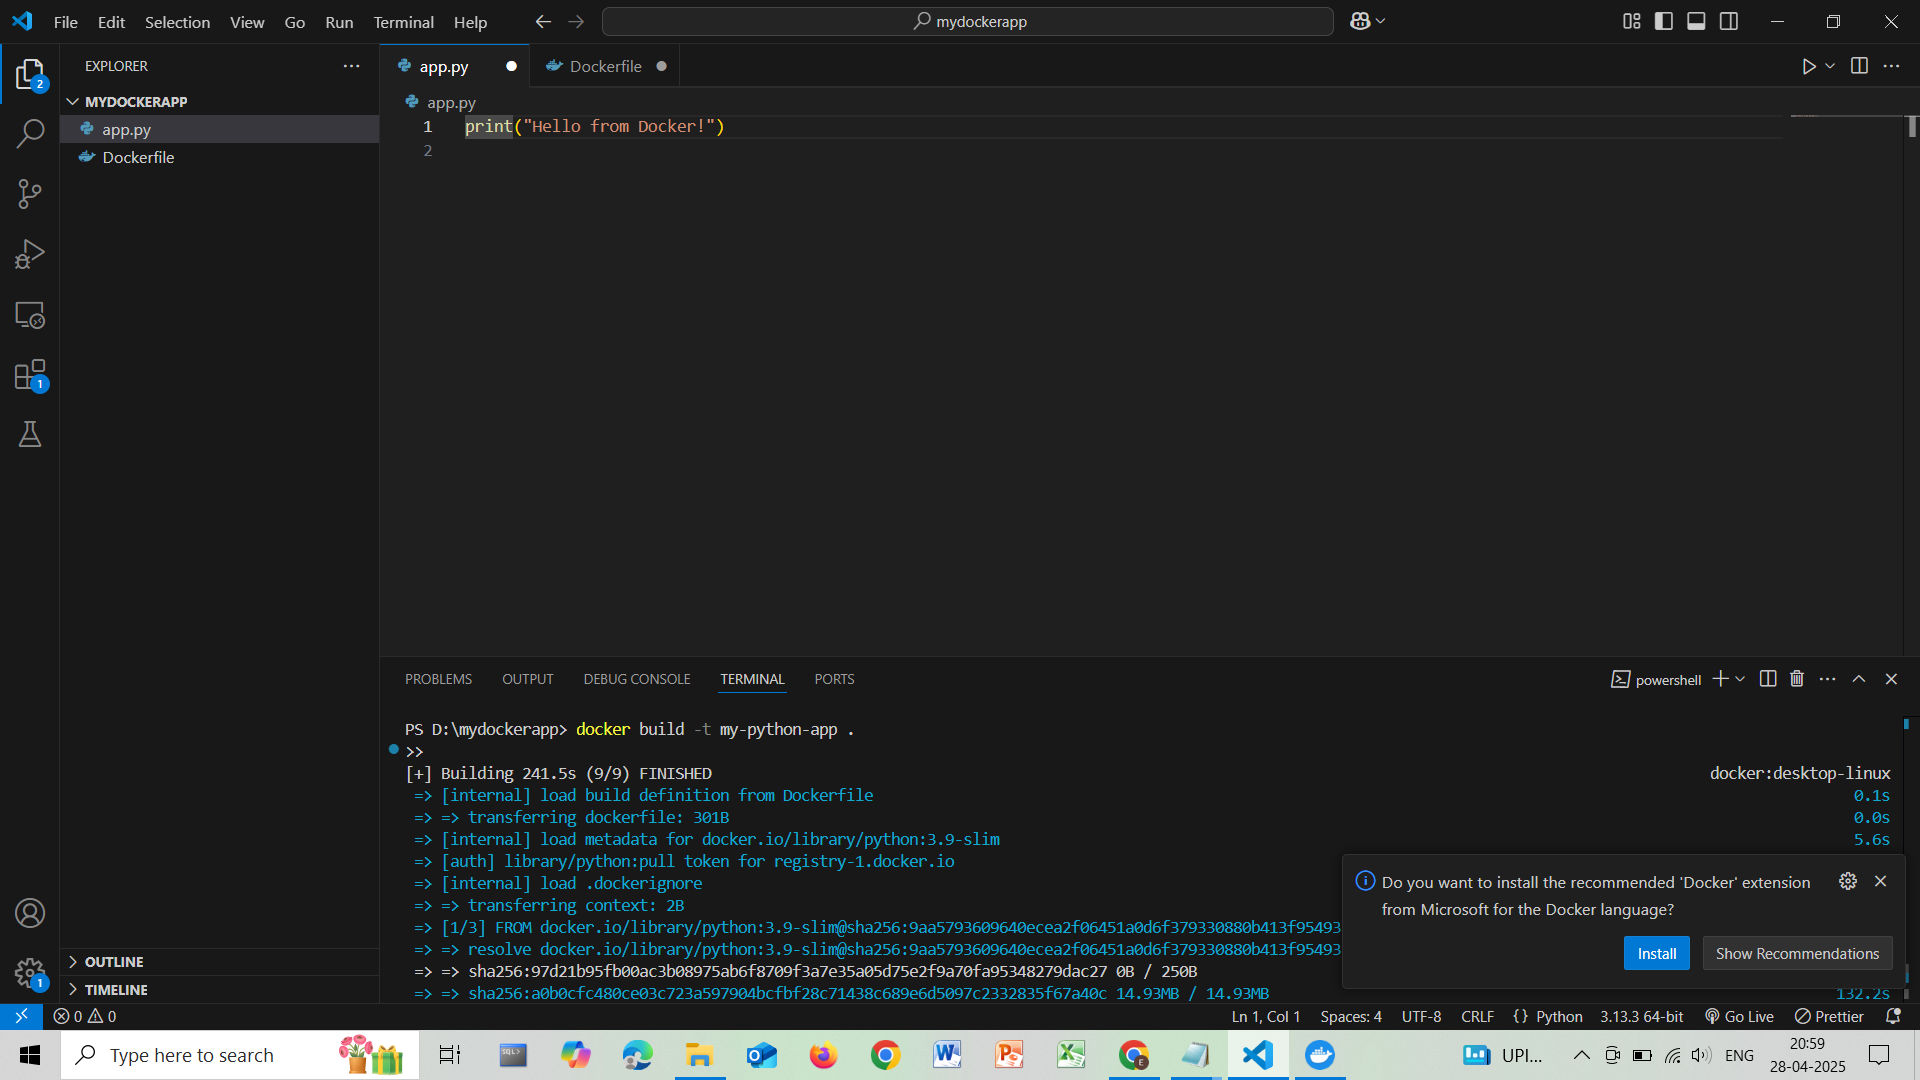 File Edit Selection View Go Run Terminal Help
mydockerapp
EXPLORER
MYDOCKERAPP
app.py
Dockerfile
2
1
1
app.py
Dockerfile
app.py
1 print("Hello from Docker!")
2
PROBLEMS OUTPUT DEBUG CONSOLE TERMINAL PORTS
powershell
PS D:\mydockerapp> docker build -t my-python-app .
>>
[+] Building 241.5s (9/9) FINISHED docker:desktop-linux
=> [internal] load build definition from Dockerfile 0.1s
=> => transferring dockerfile: 301B 0.0s
=> [internal] load metadata for docker.io/library/python:3.9-slim 5.6s
=> [auth] library/python:pull token for registry-1.docker.io
=> [internal] load .dockerignore
=> => transferring context: 2B
=> [1/3] FROM docker.io/library/python:3.9-slim@sha256:9aa5793609640ecea2f06451a0d6f379330880b413f95493
=> => resolve docker.io/library/python:3.9-slim@sha256:9aa5793609640ecea2f06451a0d6f379330880b413f95493
=> => sha256:97d21b95fb00ac3b08975ab6f8709f3a7e35a05d75e2f9a70fa95348279dac27 0B / 250B
=> => sha256:a0b0cfc480ce03c723a597904bcfbf28c71438c689e6d5097c2332835f67a40c 14.93MB / 14.93MB 132.2s
Do you want to install the recommended 'Docker' extension
from Microsoft for the Docker language?
Install
Show Recommendations
OUTLINE
TIMELINE
0 0
Ln 1, Col 1 Spaces: 4 UTF-8 CRLF {} Python 3.13.3 64-bit Go Live Prettier
Type here to search
SQL>
UPI...
ENG
20:59
28-04-2025